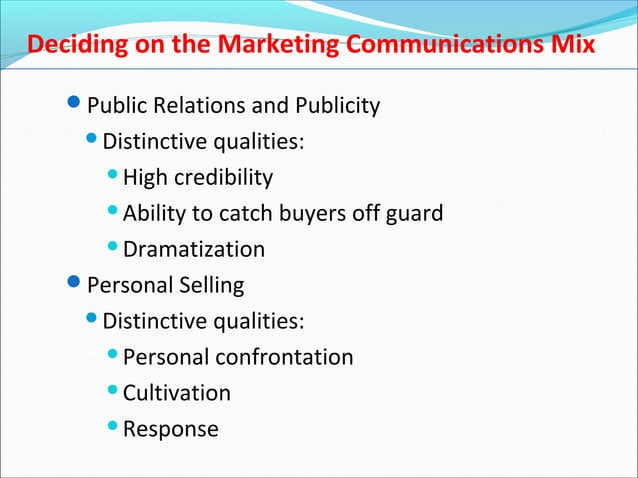 Deciding on the Marketing Communications Mix
Public Relations and Publicity
Distinctive qualities:
High credibility
Ability to catch buyers off guard
Dramatization
Personal Selling
Distinctive qualities:
Personal confrontation
Cultivation
Response